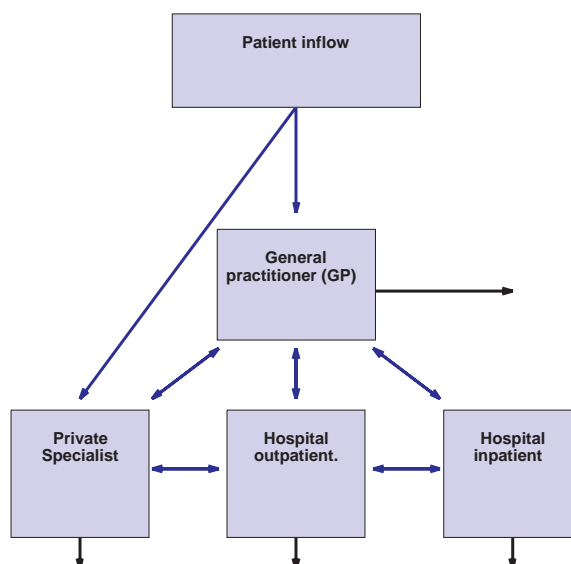 Patient inflow
General
practitioner (GP)
Private
Specialist
Hospital
outpatient.
Hospital
inpatient